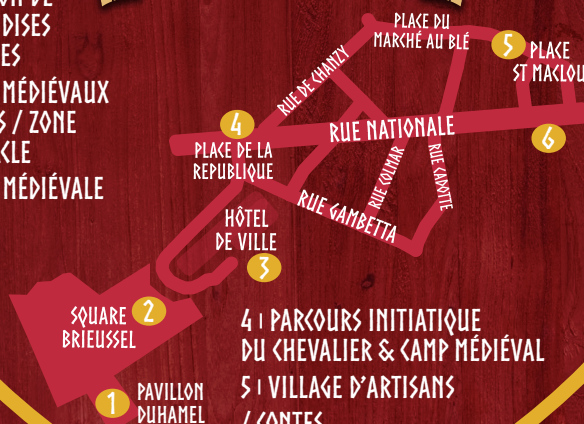 DISES
ES
MÉDIÉVAUX
S / ZONE
CLE
MÉDIÉVALE
PLACE DU
MARCHÉ AU BLÉ
5
PLACE
ST MACLOU
RUE DE CHANZY
4
PLACE DE LA
REPUBLIQUE
RUE NATIONALE
6
RUE COLMAR
RUE CADOTTE
RUE GAMBETTA
HÔTEL
DE VILLE
3
SQUARE
BRIEUSSEL
2
1
PAVILLON
DUHAMEL
4 | PARCOURS INITIATIQUE
DU CHEVALIER & CAMP MÉDIÉVAL
5 | VILLAGE D'ARTISANS
/ CONTES